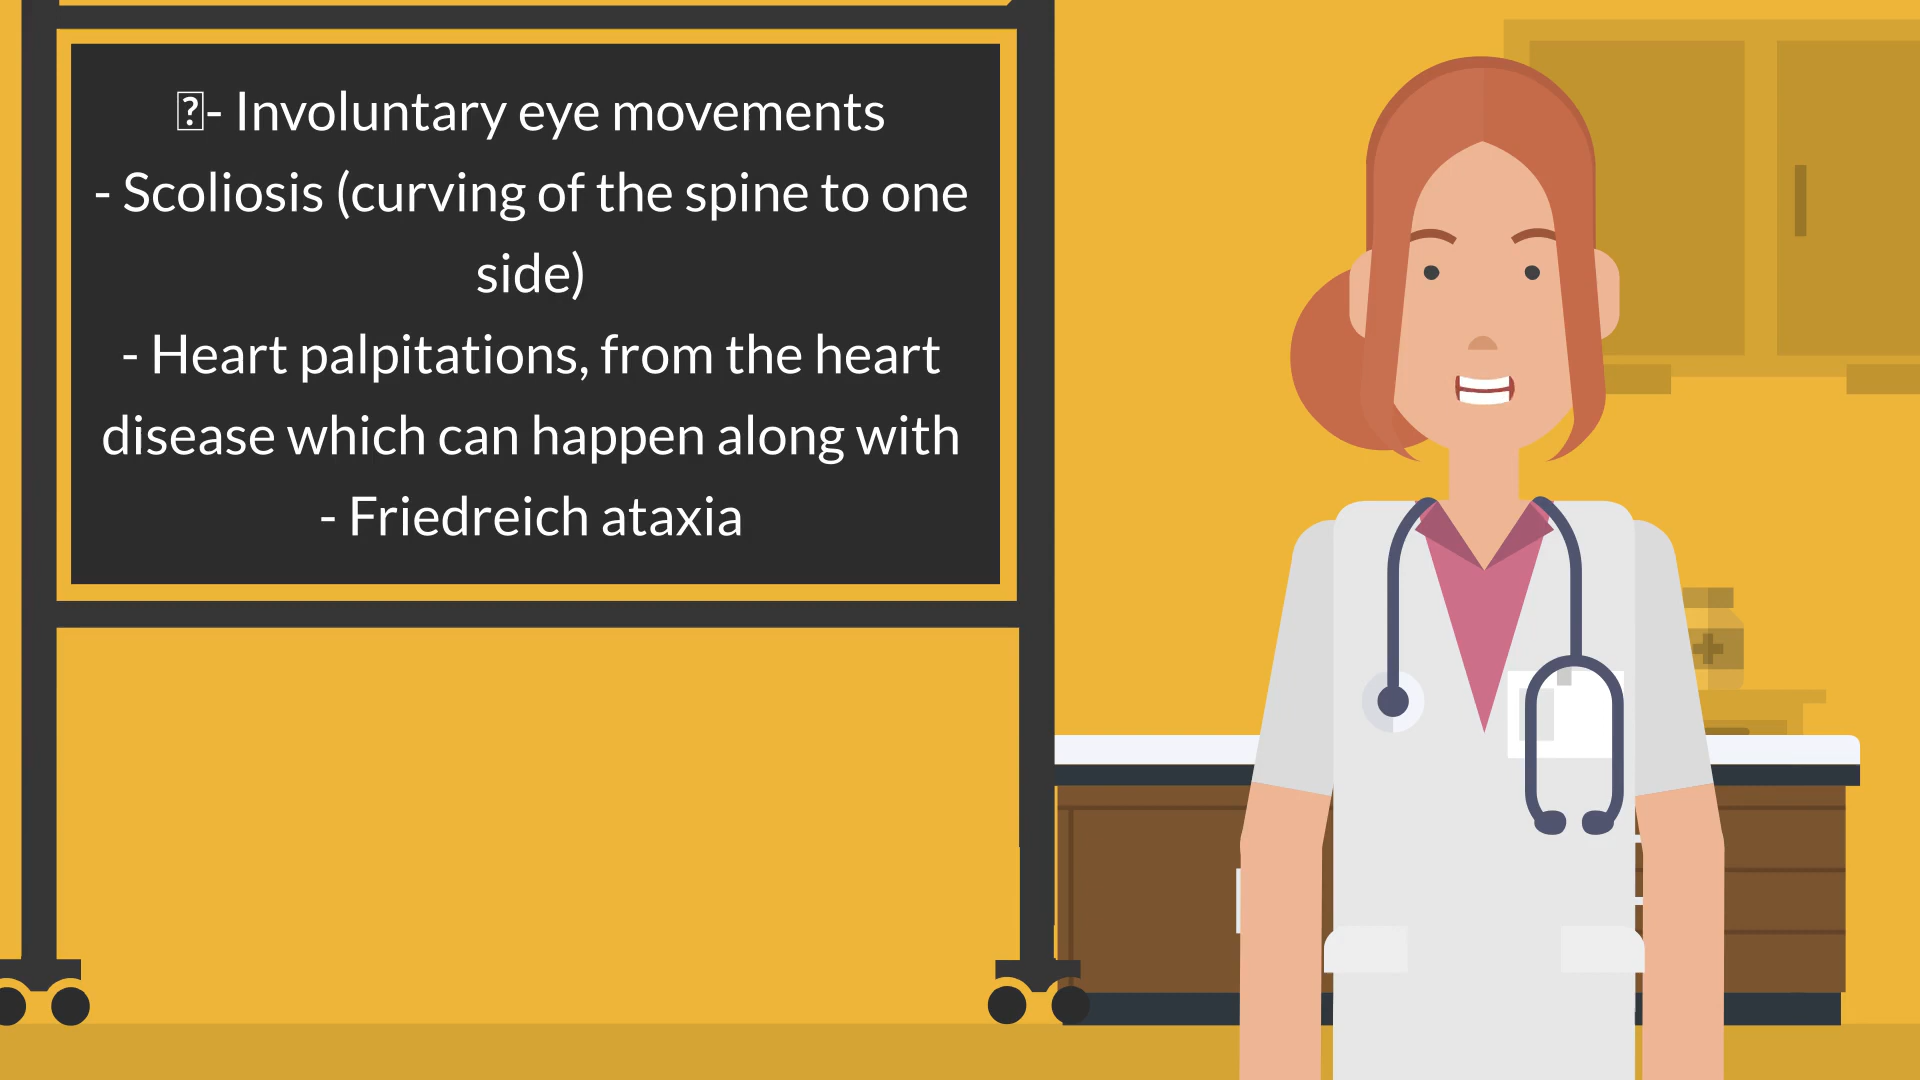 - Involuntary eye movements
- Scoliosis (curving of the spine to one
side)
- Heart palpitations, from the heart
disease which can happen along with
- Friedreich ataxia